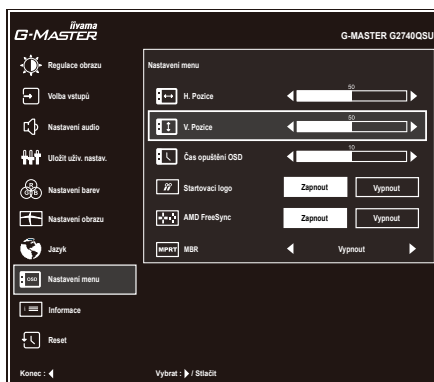 iiyama
G-MASTER
G-MASTER G2740QSU
Regulace obrazu
Volba vstupů
Nastavení audio
Uložit uživ. nastav.
Nastavení barev
R
G B
Nastavení obrazu
Jazyk
OSD
Nastavení menu
Informace
Reset
Nastavení menu
H. Pozice
50
V. Pozice
50
Čas opuštění OSD
10
Startovací logo
Zapnout
Vypnout
AMD FreeSync
Zapnout
Vypnout
MPRT
MBR
Vypnout
Konec :
Vybrat : / Stlačit